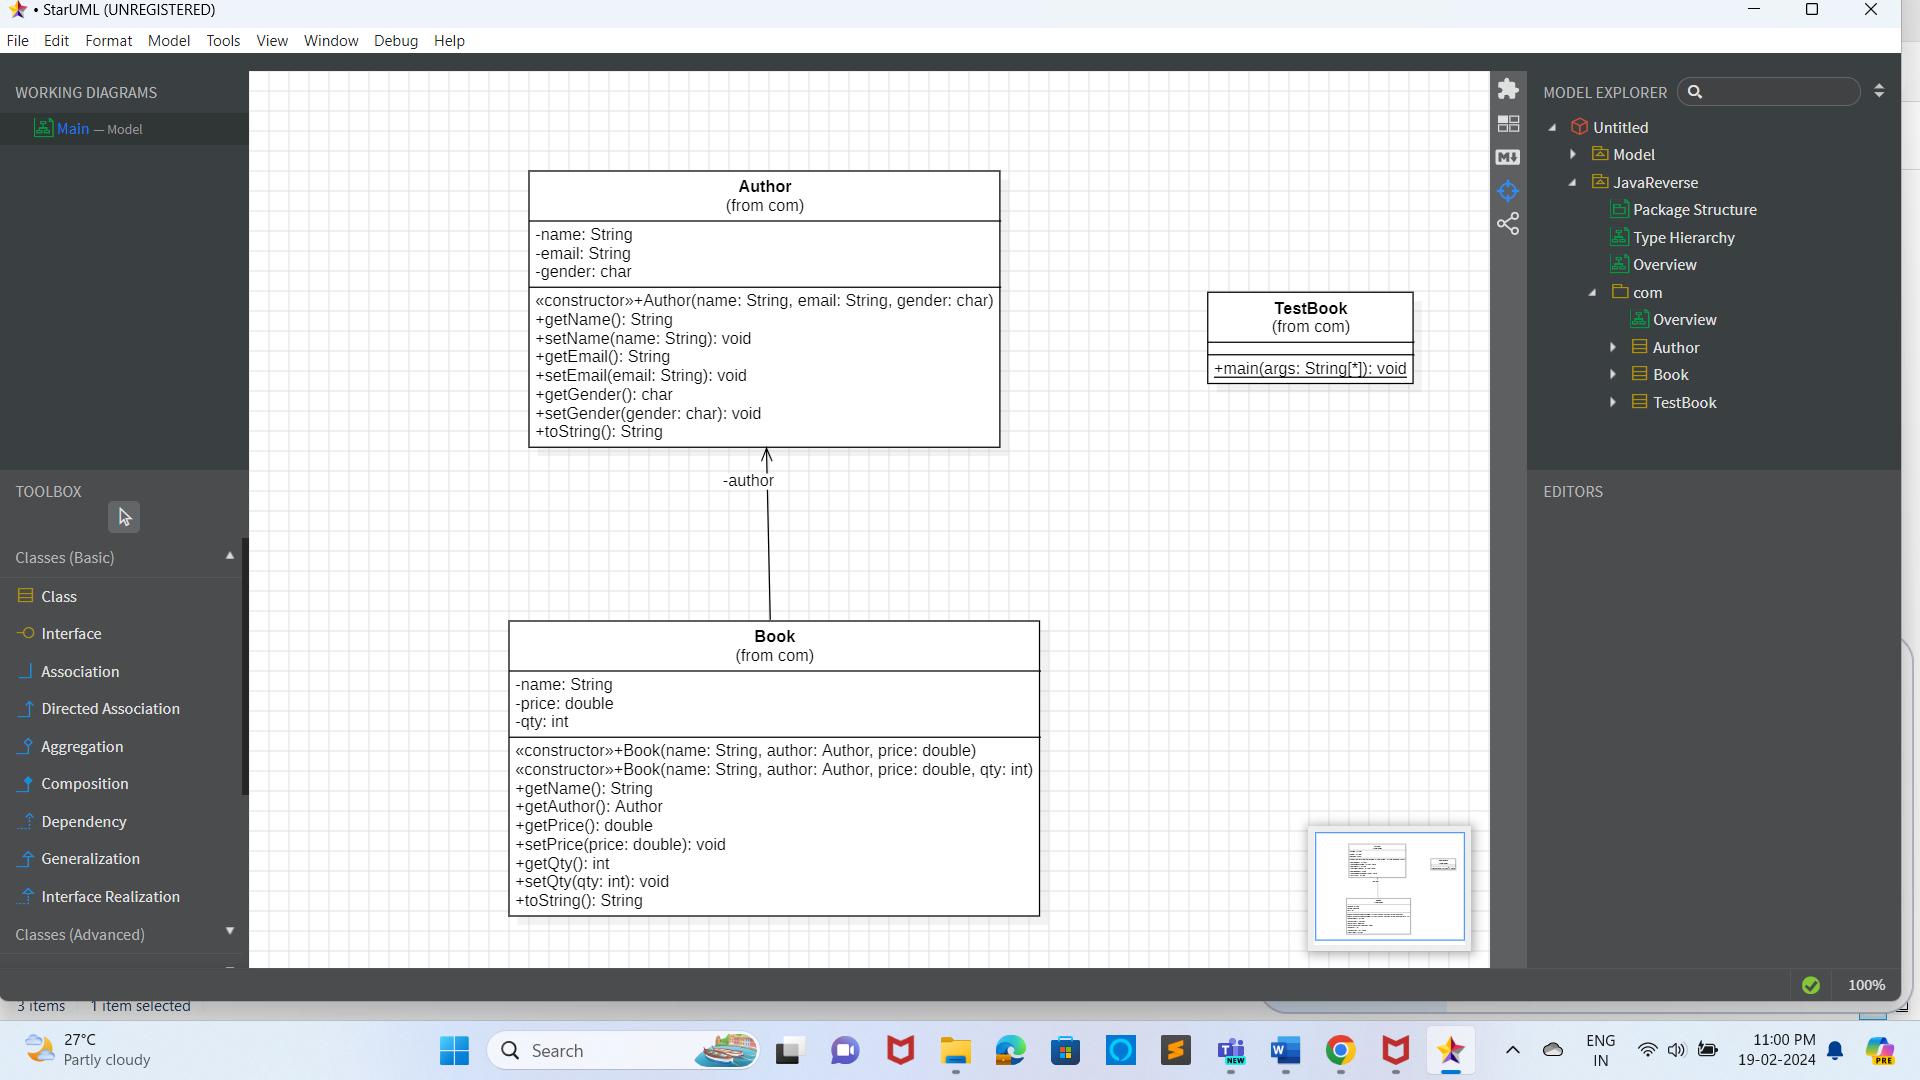 • StarUML (UNREGISTERED)
File Edit Format Model Tools View Window Debug Help
WORKING DIAGRAMS
Main — Model
TOOLBOX
Classes (Basic)
Class
Interface
Association
Directed Association
Aggregation
Composition
Dependency
Generalization
Interface Realization
Classes (Advanced)
Author
(from com)
-name: String
-email: String
-gender: char
«constructor»+Author(name: String, email: String, gender: char)
+getName(): String
+setName(name: String): void
+getEmail(): String
+setEmail(email: String): void
+getGender(): char
+setGender(gender: char): void
+toString(): String
-author
Book
(from com)
-name: String
-price: double
-qty: int
«constructor»+Book(name: String, author: Author, price: double)
«constructor»+Book(name: String, author: Author, price: double, qty: int)
+getName(): String
+getAuthor(): Author
+getPrice(): double
+setPrice(price: double): void
+getQty(): int
+setQty(qty: int): void
+toString(): String
TestBook
(from com)
+main(args: String[*]): void
MODEL EXPLORER
Untitled
Model
JavaReverse
Package Structure
Type Hierarchy
Overview
com
Overview
Author
Book
TestBook
EDITORS
100%
3 items 1 item selected
27°C
Partly cloudy
Search
NEW
ENG
IN
11:00 PM
19-02-2024
PRE